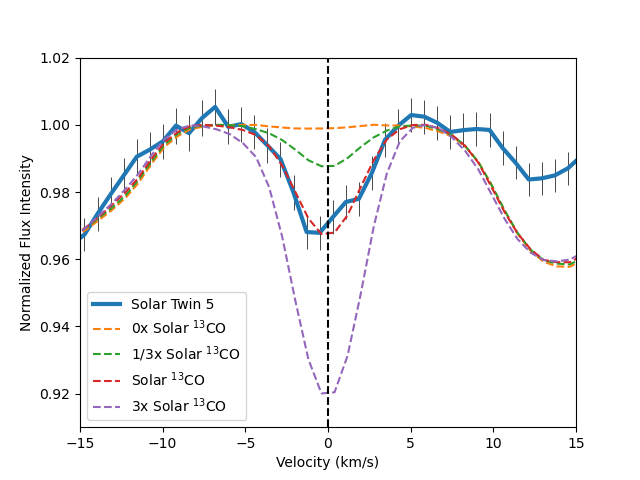 1.02
1.00
0.98
0.96
0.94
0.92
Normalized Flux Intensity
Solar Twin 5
0x Solar ¹³CO
1/3x Solar ¹³CO
Solar ¹³CO
3x Solar ¹³CO
−15 −10 −5 0 5 10 15
Velocity (km/s)